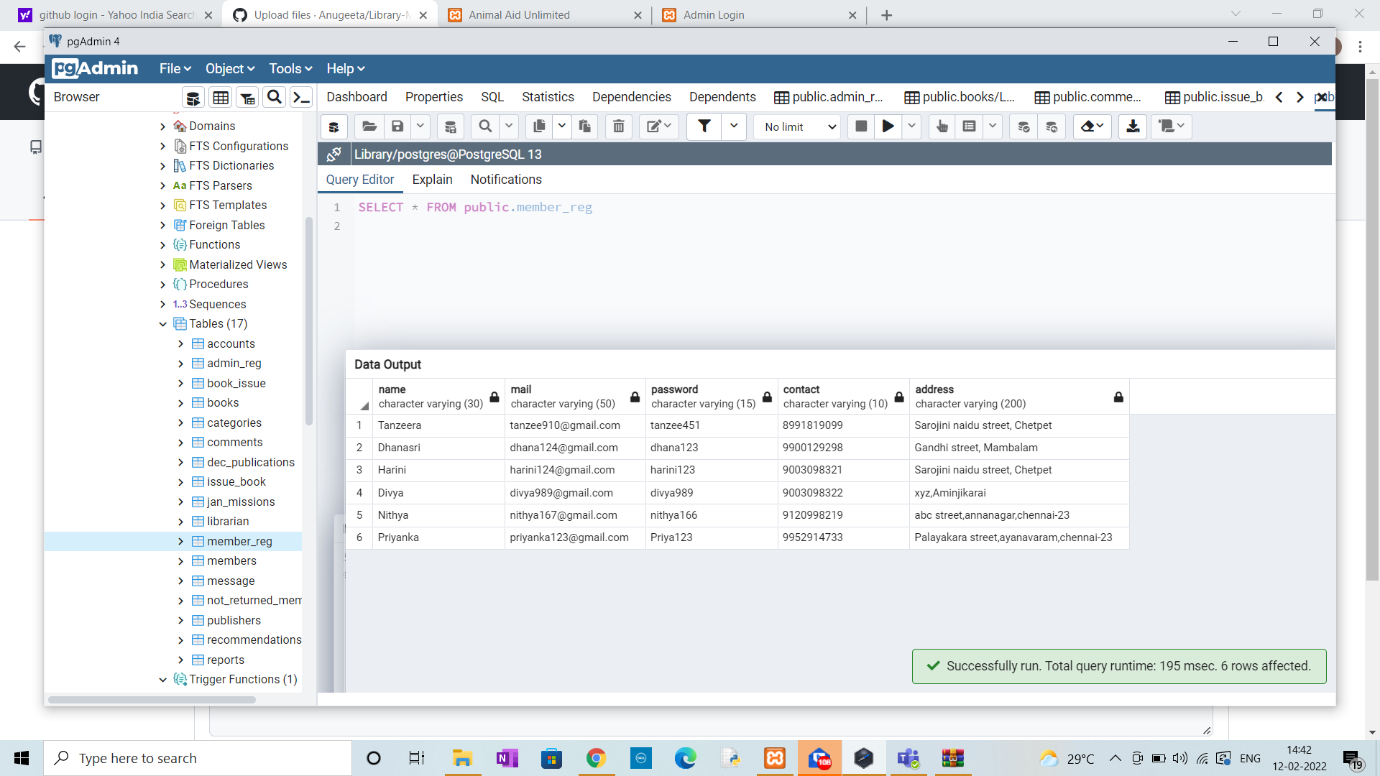 github login - Yahoo India Searc
Upload files · Anugeeta/Library-M
Animal Aid Unlimited
Admin Login
pgAdmin 4
pgAdmin
File
Object
Tools
Help
Browser
Dashboard
Properties
SQL
Statistics
Dependencies
Dependents
public.admin_r...
public.books/L...
public.comme...
public.issue_b
No limit
Library/postgres@PostgreSQL 13
Query Editor
Explain
Notifications
1 SELECT * FROM public.member_reg
2
Domains
FTS Configurations
FTS Dictionaries
Aa FTS Parsers
FTS Templates
Foreign Tables
Functions
Materialized Views
Procedures
1..3 Sequences
Tables (17)
accounts
admin_reg
book_issue
books
categories
comments
dec_publications
issue_book
jan_missions
librarian
member_reg
members
message
not_returned_mem
publishers
recommendations
reports
Trigger Functions (1)
Data Output
name mail password contact address
character varying (30) character varying (50) character varying (15) character varying (10) character varying (200)
1 Tanzeera tanzee910@gmail.com tanzee451 8991819099 Sarojini naidu street, Chetpet
2 Dhanasri dhana124@gmail.com dhana123 9900129298 Gandhi street, Mambalam
3 Harini harini124@gmail.com harini123 9003098321 Sarojini naidu street, Chetpet
4 Divya divya989@gmail.com divya989 9003098322 xyz,Aminjikarai
5 Nithya nithya167@gmail.com nithya166 9120998219 abc street,annanagar,chennai-23
6 Priyanka priyanka123@gmail.com Priya123 9952914733 Palayakara street,ayanavaram,chennai-23
Successfully run. Total query runtime: 195 msec. 6 rows affected.
Type here to search
29°C
ENG
14:42
12-02-2022
19